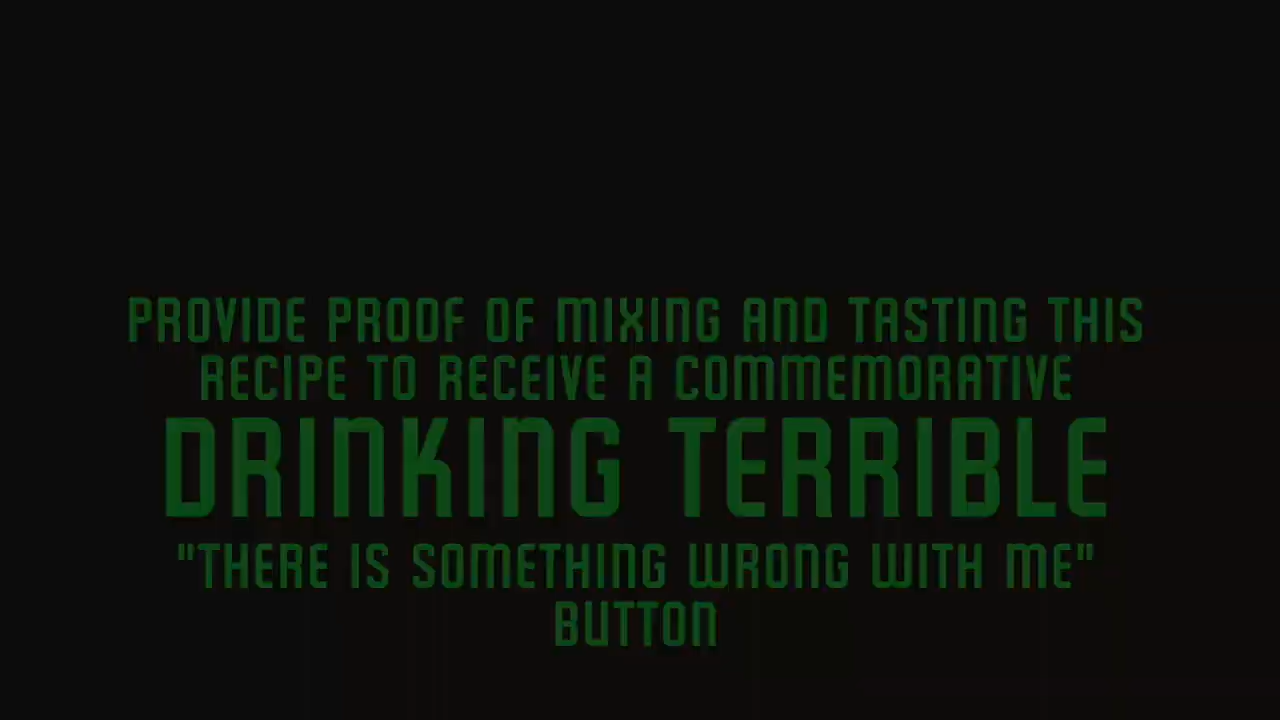 PROVIDE PROOF OF MIXING AND TASTING THIS
RECIPE TO RECEIVE A COMMEMORATIVE
DRINKING TERRIBLE
"THERE IS SOMETHING WRONG WITH ME"
BUTTON